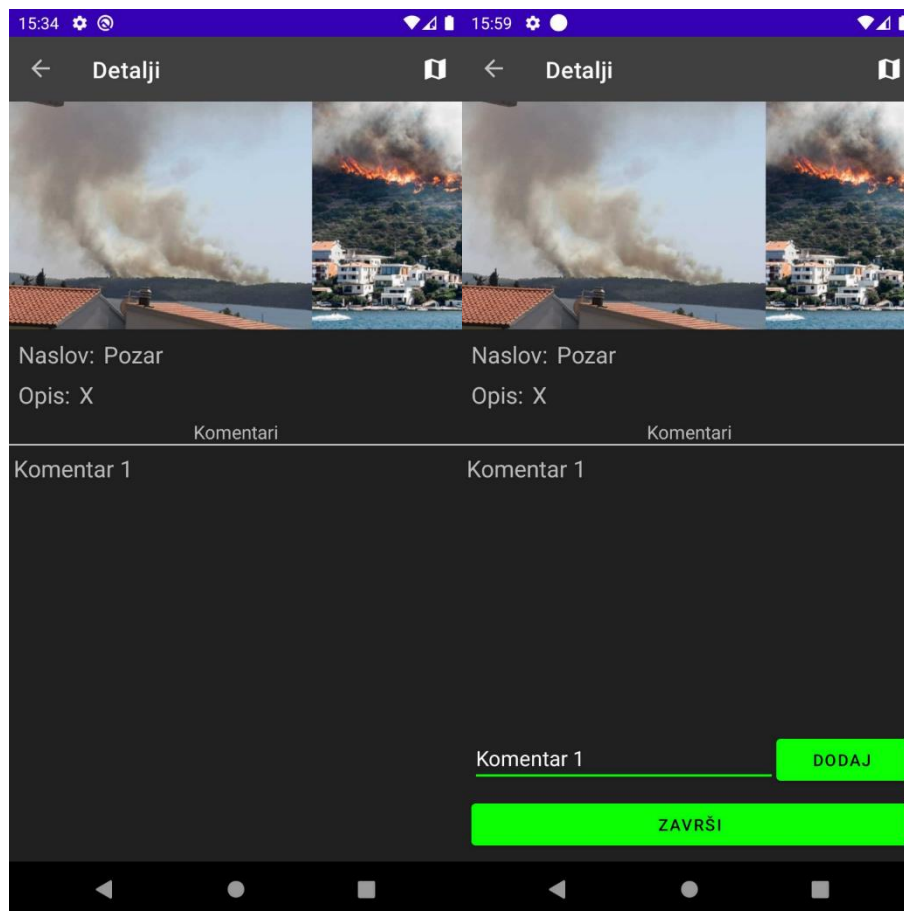 15:34
Detalji
Naslov: Pozar
Opis: X
Komentari
Komentar 1
15:59
Detalji
Naslov: Pozar
Opis: X
Komentari
Komentar 1
Komentar 1
DODAJ
ZAVRŠI